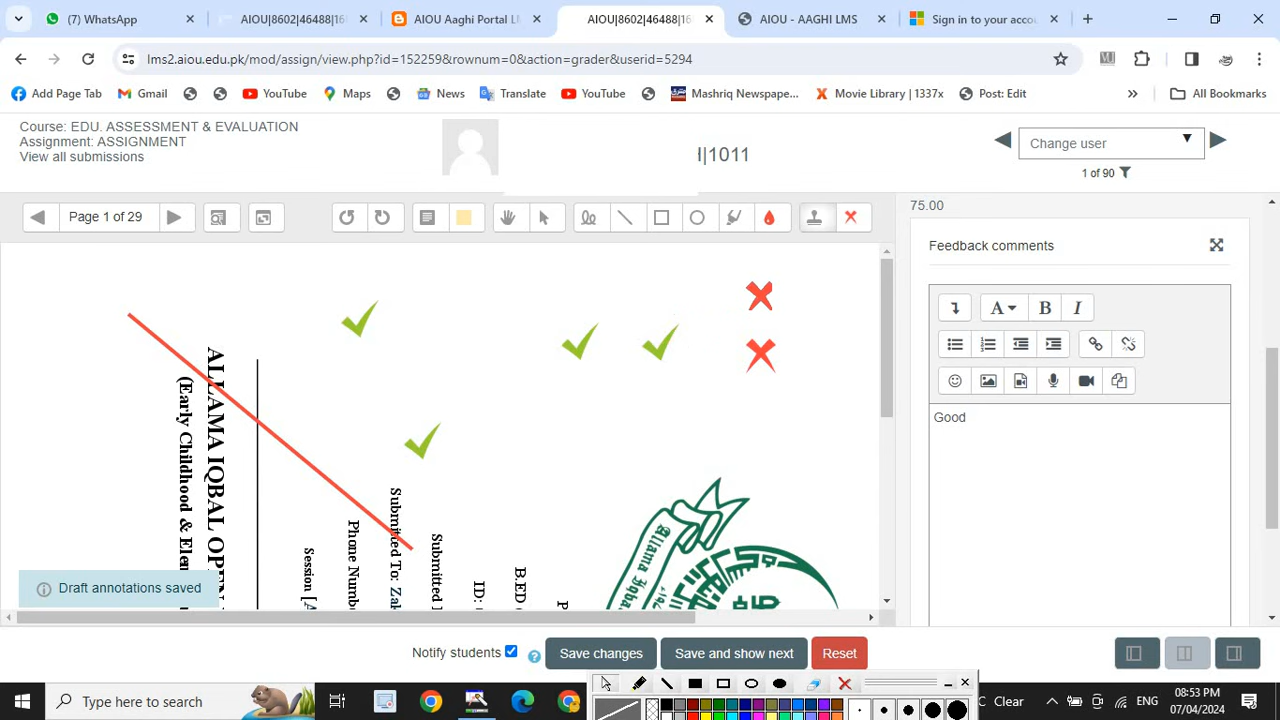 (7) WhatsApp
AIOU|8602|46488|16
AIOU Aaghi Portal LM
AIOU|8602|46488|16
AIOU - AAGHI LMS
Sign in to your accou
lms2.aiou.edu.pk/mod/assign/view.php?id=152259&rownum=0&action=grader&userid=5294
Add Page Tab
Gmail
YouTube
Maps
News
Translate
YouTube
Mashriq Newspape...
Movie Library | 1337x
Post: Edit
All Bookmarks
Course: EDU. ASSESSMENT & EVALUATION
Assignment: ASSIGNMENT
View all submissions
|1011
Change user
1 of 90
Page 1 of 29
75.00
Feedback comments
A
B
I
Good
ALLAMA IQBAL OPEN
(Early Childhood & Elem
Session [A
Phone Numb
Submitted To: Zak
Submitted
ID:
B.ED
P
Allama Iqba
Draft annotations saved
Notify students
Save changes
Save and show next
Reset
Type here to search
Clear
ENG
08:53 PM
07/04/2024